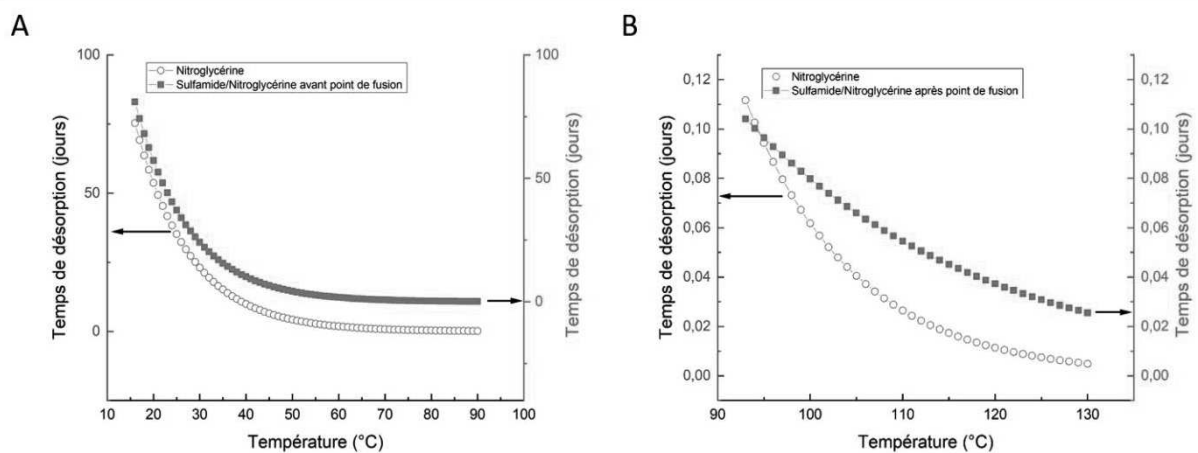 A
Temps de désorption (jours)
100
50
0
Nitroglycérine
Sulfamide/Nitroglycérine avant point de fusion
100
50
0
Temps de désorption (jours)
10 20 30 40 50 60 70 80 90 100
Température (°C)
B
Temps de désorption (jours)
0,12
0,10
0,08
0,06
0,04
0,02
0,00
Nitroglycérine
Sulfamide/Nitroglycérine après point de fusion
0,12
0,10
0,08
0,06
0,04
0,02
0,00
Temps de désorption (jours)
90 100 110 120 130
Température (°C)